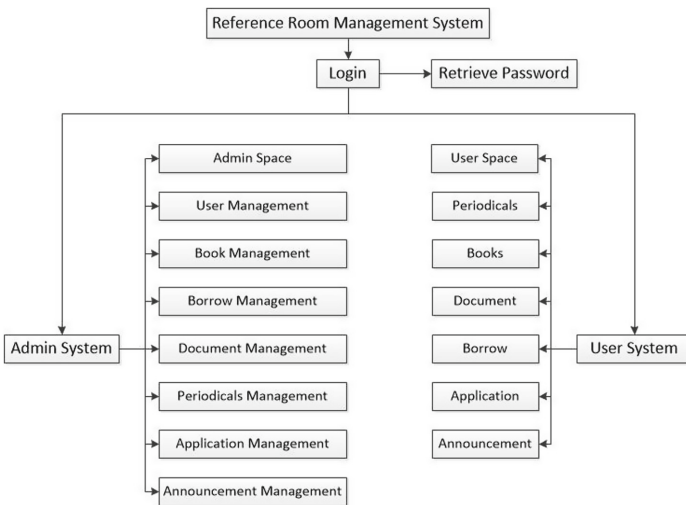 Reference Room Management System
Login
Retrieve Password
Admin Space
User Space
User Management
Periodicals
Book Management
Books
Borrow Management
Document
Admin System
Document Management
Borrow
User System
Periodicals Management
Application
Application Management
Announcement
Announcement Management